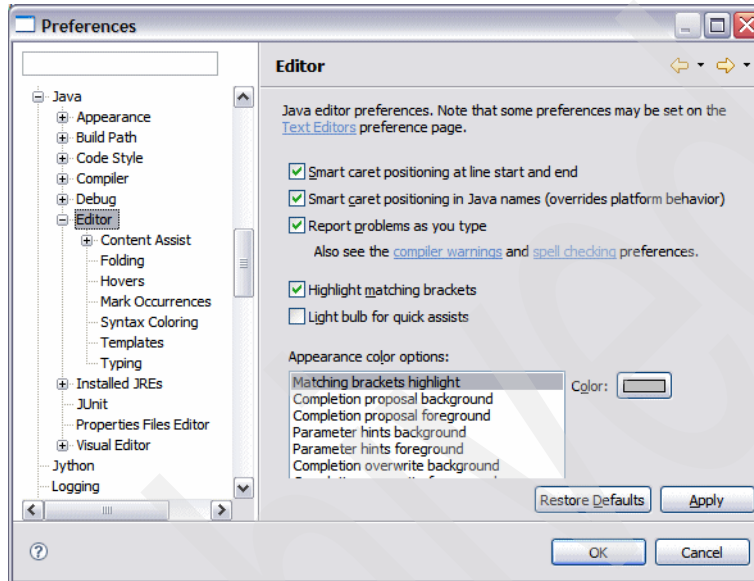 Preferences
Editor
Java
Appearance
Build Path
Code Style
Compiler
Debug
Editor
Content Assist
Folding
Hovers
Mark Occurrences
Syntax Coloring
Templates
Typing
Installed JREs
JUnit
Properties Files Editor
Visual Editor
Jython
Logging
Java editor preferences. Note that some preferences may be set on the
Text Editors preference page.
Smart caret positioning at line start and end
Smart caret positioning in Java names (overrides platform behavior)
Report problems as you type
Also see the compiler warnings and spell checking preferences.
Highlight matching brackets
Light bulb for quick assists
Appearance color options:
Matching brackets highlight
Completion proposal background
Completion proposal foreground
Parameter hints background
Parameter hints foreground
Completion overwrite background
Color:
Restore Defaults
Apply
?
OK
Cancel